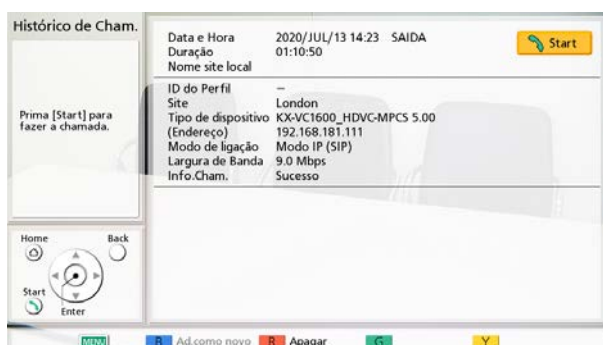 Histórico de Cham.
Prima [Start] para
fazer a chamada.
Data e Hora 2020/JUL/13 14:23 SAIDA
Duração 01:10:50
Nome site local
Start
ID do Perfil –
Site London
Tipo de dispositivo KX-VC1600_HDVC-MPCS 5.00
(Endereço) 192.168.181.111
Modo de ligação Modo IP (SIP)
Largura de Banda 9.0 Mbps
Info.Cham. Sucesso
Home Back
Start
Enter
MENU B Ad.como novo R Apagar G Y